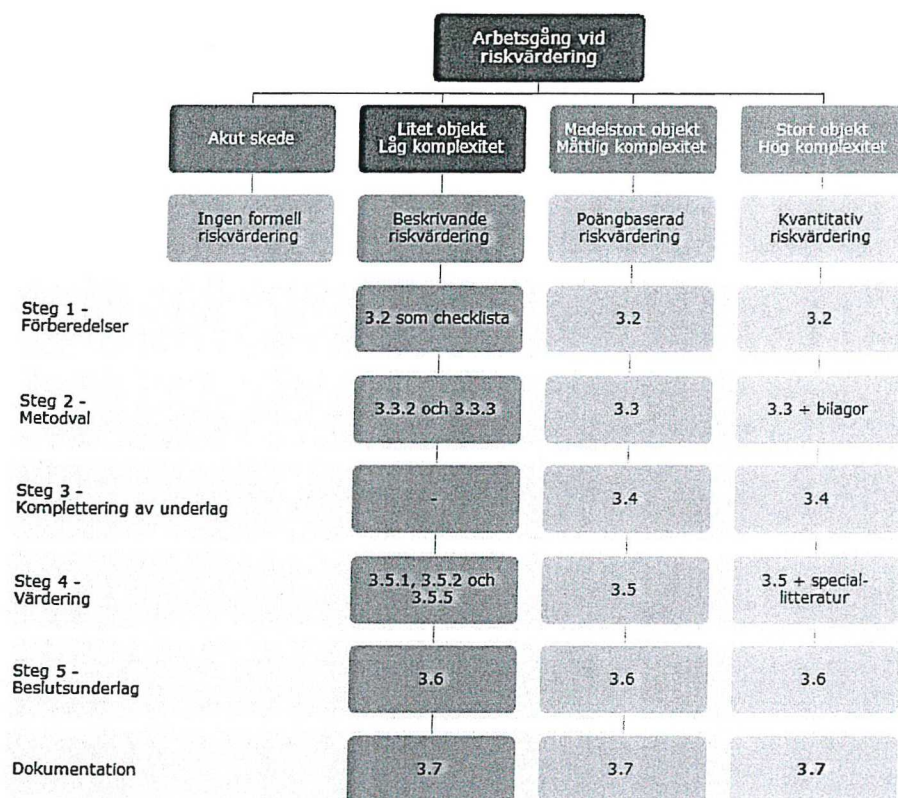 Arbetsgång vid
riskvärdering
Akut skede
Litet objekt
Låg komplexitet
Medelstort objekt
Måttlig komplexitet
Stort objekt
Hög komplexitet
Ingen formell
riskvärdering
Beskrivande
riskvärdering
Poängbaserad
riskvärdering
Kvantitativ
riskvärdering
Steg 1 -
Förberedelser
3.2 som checklista
3.2
3.2
Steg 2 -
Metodval
3.3.2 och 3.3.3
3.3
3.3 + bilagor
Steg 3 -
Komplettering av underlag
-
3.4
3.4
Steg 4 -
Värdering
3.5.1, 3.5.2 och
3.5.5
3.5
3.5 + special-
litteratur
Steg 5 -
Beslutsunderlag
3.6
3.6
3.6
Dokumentation
3.7
3.7
3.7